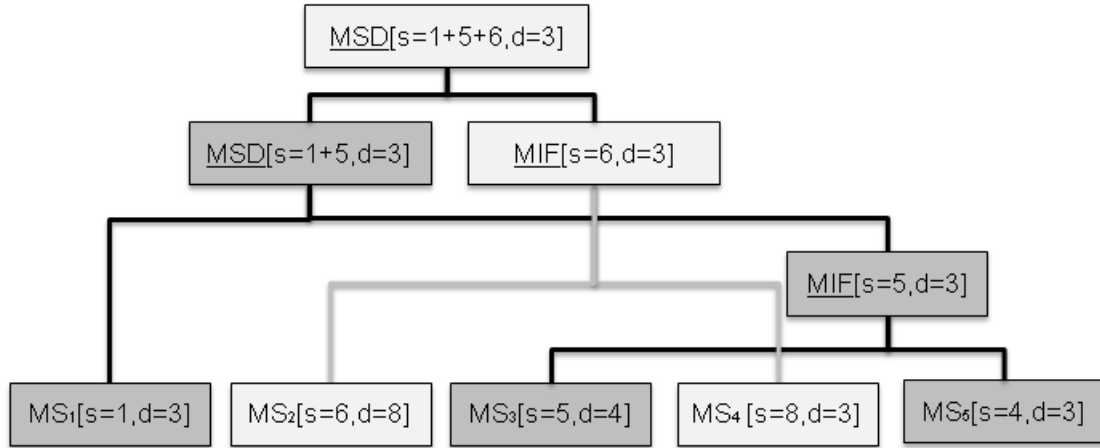 MSD[s=1+5+6,d=3]
MSD[s=1+5,d=3]
MIF[s=6,d=3]
MIF[s=5,d=3]
MS₁[s=1,d=3]
MS₂[s=6,d=8]
MS₃[s=5,d=4]
MS₄ [s=8,d=3]
MS₅[s=4,d=3]